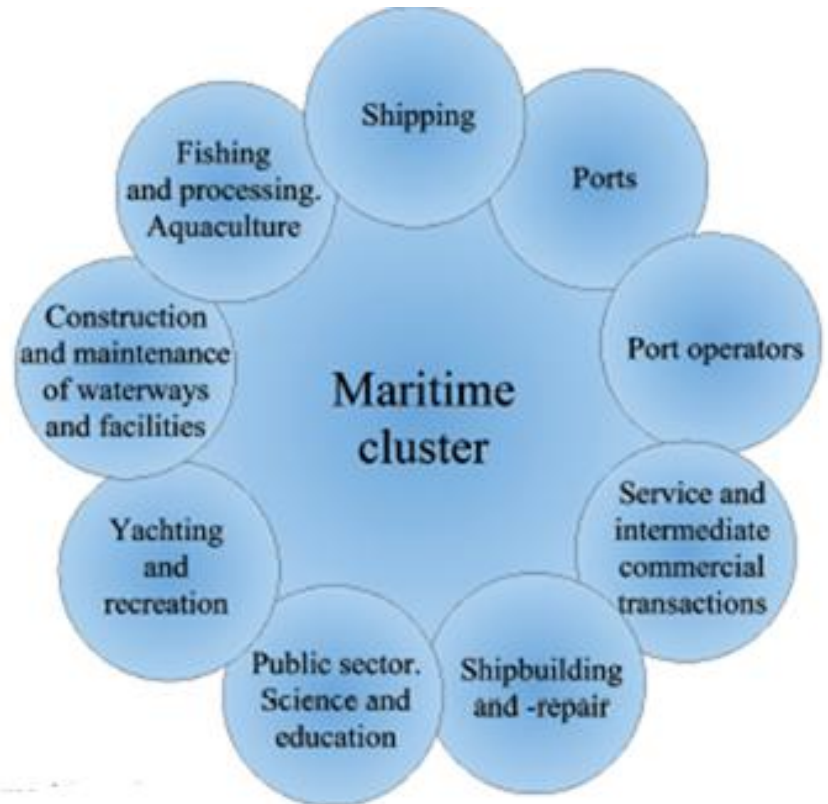 Shipping
Ports
Port operators
Service and
intermediate
commercial
transactions
Shipbuilding
and -repair
Public sector.
Science and
education
Yachting
and
recreation
Construction
and maintenance
of waterways
and facilities
Fishing
and processing.
Aquaculture
Maritime
cluster